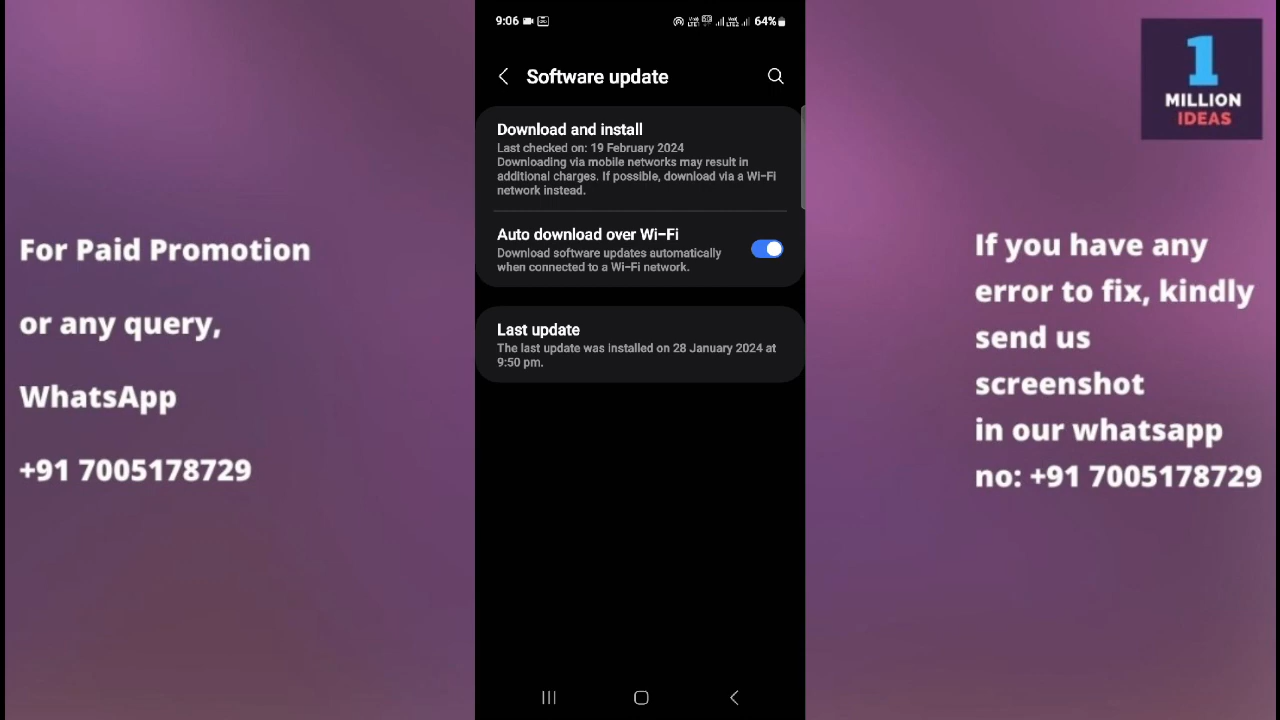 9:06
64%
Software update
Download and install
Last checked on: 19 February 2024
Downloading via mobile networks may result in
additional charges. If possible, download via a Wi-Fi
network instead.
Auto download over Wi-Fi
Download software updates automatically
when connected to a Wi-Fi network.
Last update
The last update was installed on 28 January 2024 at
9:50 pm.
For Paid Promotion
or any query,
WhatsApp
+91 7005178729
1
MILLION
IDEAS
If you have any
error to fix, kindly
send us
screenshot
in our whatsapp
no: +91 7005178729